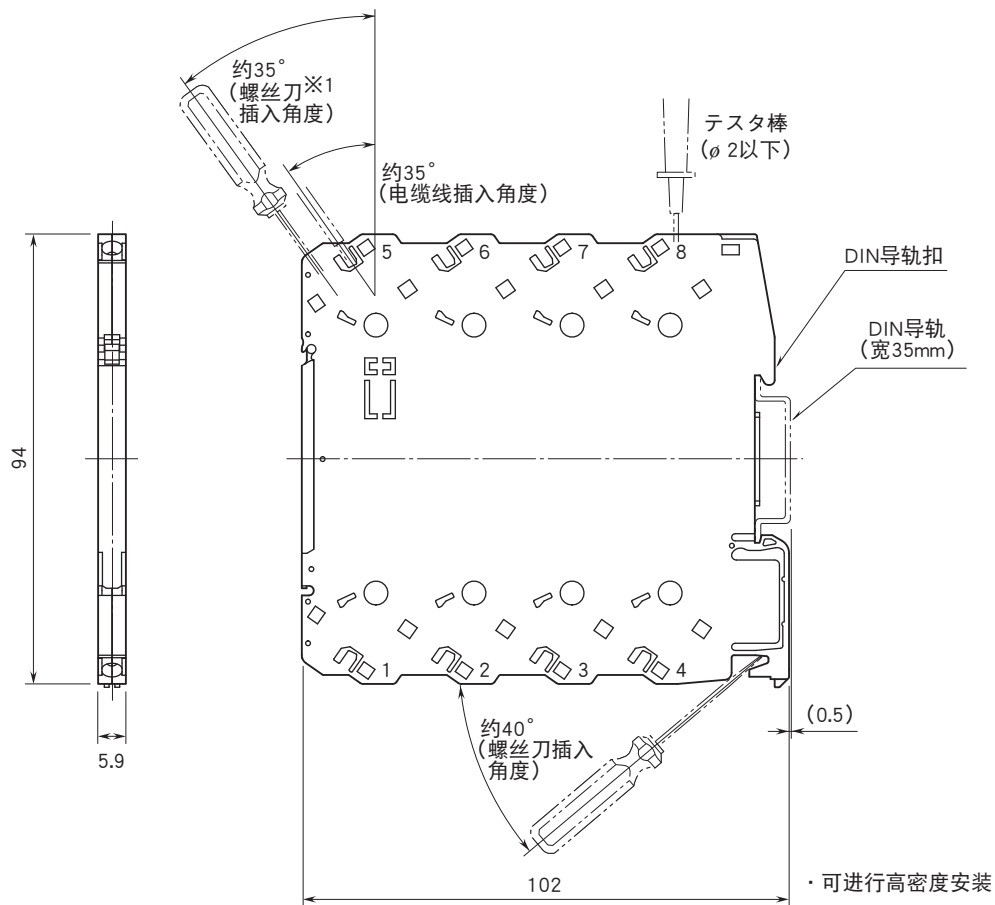 约35°
（螺丝刀※1
插入角度）
テスタ棒
（ø 2以下）
约35°
（电缆线插入角度）
5
6
7
8
DIN导轨扣
DIN导轨
（宽35mm）
94
1
2
3
4
5.9
约40°
（螺丝刀插入
角度）
（0.5）
102
・可进行高密度安装